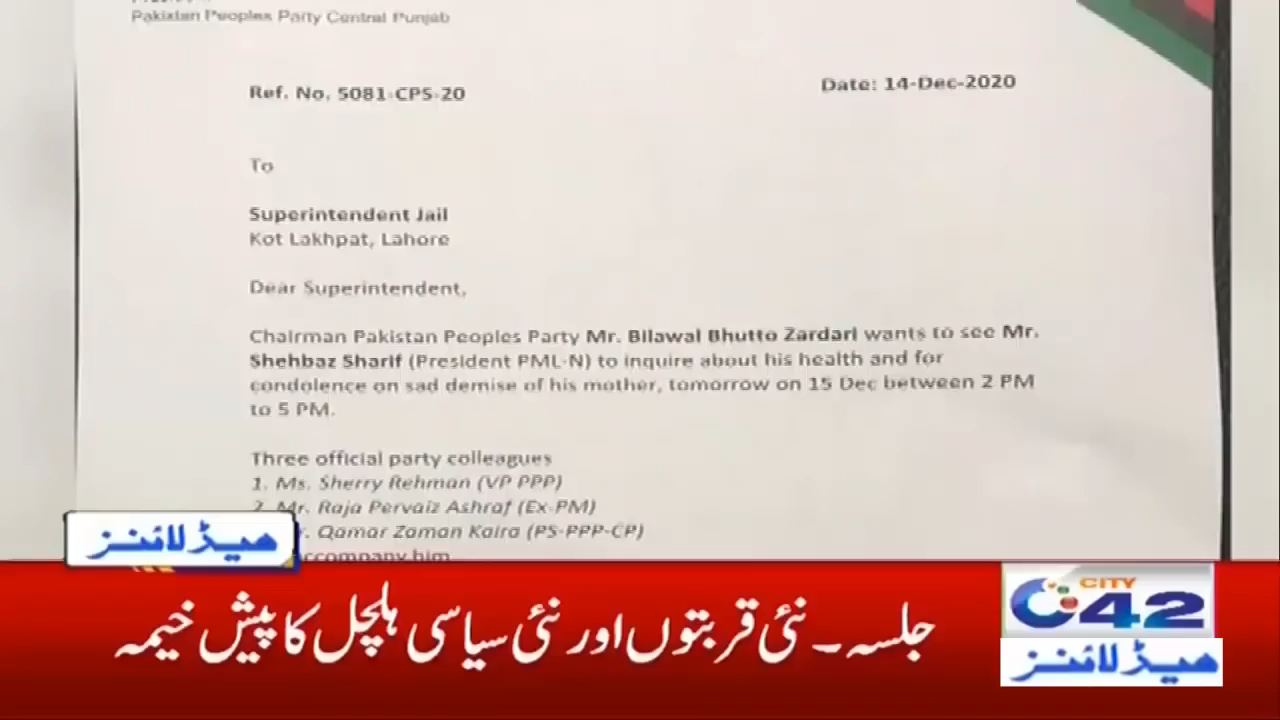 Pakistan Peoples Party Central Punjab
Ref. No. 5081-CPS-20
Date: 14-Dec-2020
To
Superintendent Jail
Kot Lakhpat, Lahore
Dear Superintendent,
Chairman Pakistan Peoples Party Mr. Bilawal Bhutto Zardari wants to see Mr.
Shehbaz Sharif (President PML-N) to inquire about his health and for
condolence on sad demise of his mother, tomorrow on 15 Dec between 2 PM
to 5 PM.
Three official party colleagues
1. Ms. Sherry Rehman (VP PPP)
2. Mr. Raja Pervaiz Ashraf (Ex-PM)
Qamar Zaman Kaira (PS-PPP-CP)
accompany him
ہیڈلائنز
جلسہ۔ نئی قربتوں اور نئی سیاسی ہلچل کا پیش خیمہ
CITY
42
ہیڈلائنز